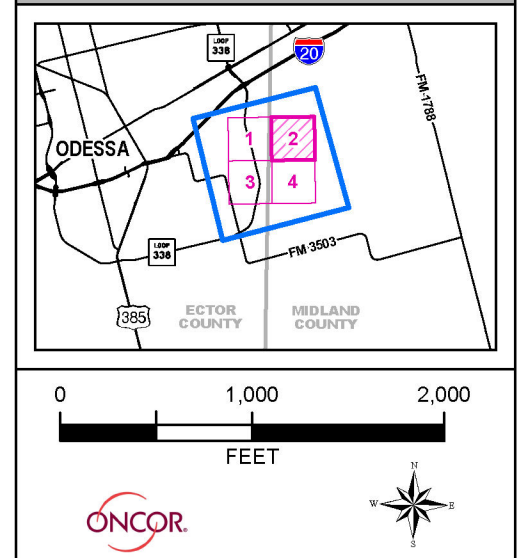 LOOP
338
20
FM-1788
ODESSA
1
2
3
4
LOOP
338
FM-3503
385
ECTOR
COUNTY
MIDLAND
COUNTY
0
1,000
2,000
FEET
ONCOR®
N
W
E
S